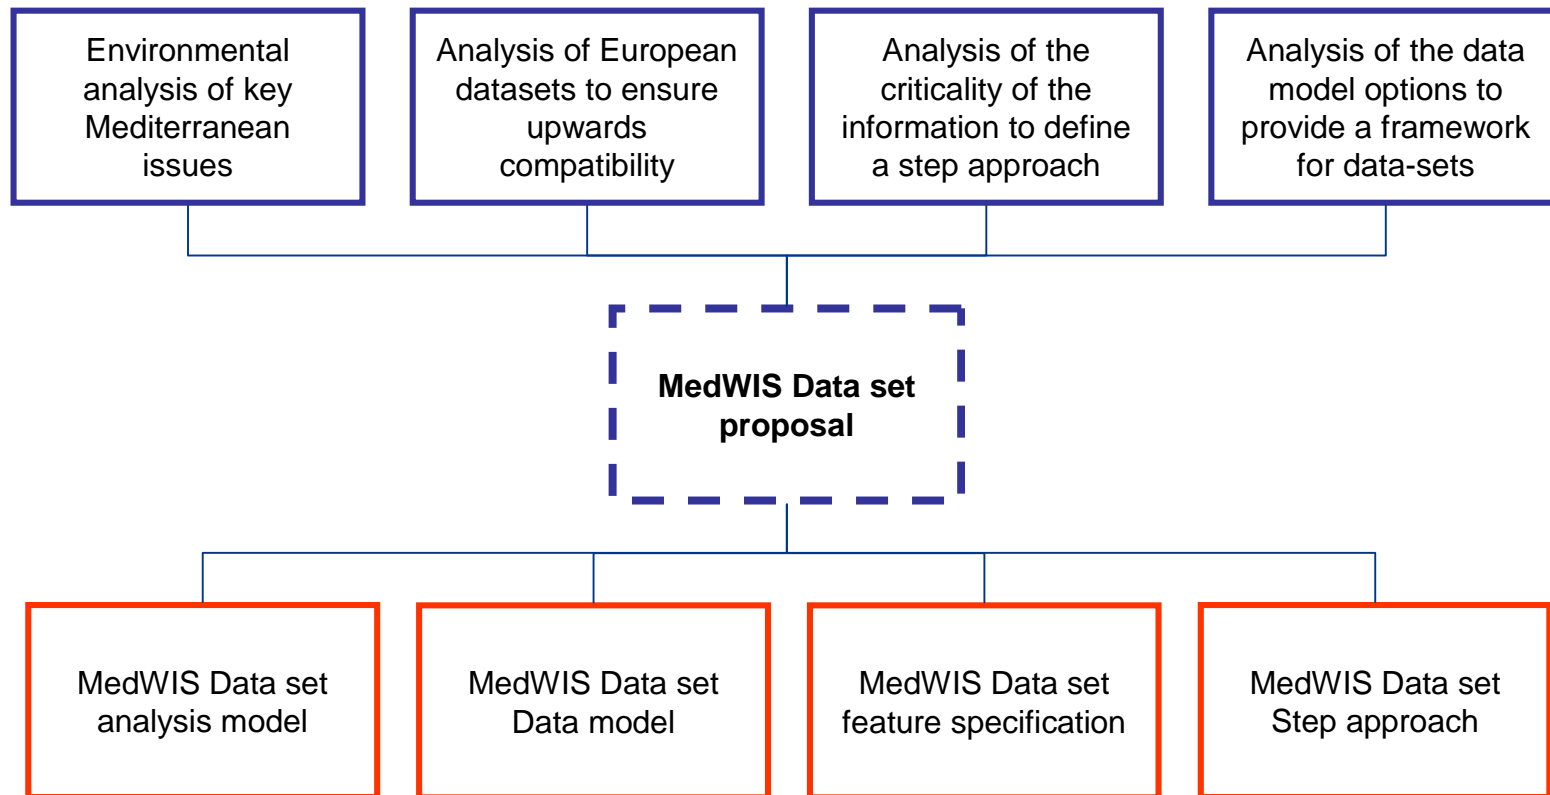 Environmental
analysis of key
Mediterranean
issues
Analysis of European
datasets to ensure
upwards
compatibility
Analysis of the
criticality of the
information to define
a step approach
Analysis of the data
model options to
provide a framework
for data-sets
MedWIS Data set
proposal
MedWIS Data set
analysis model
MedWIS Data set
Data model
MedWIS Data set
feature specification
MedWIS Data set
Step approach